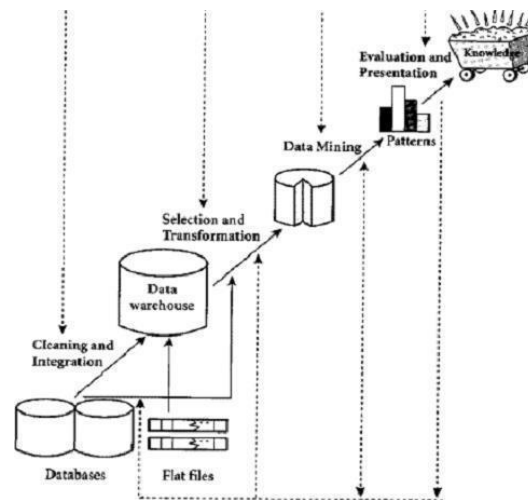 Evaluation and
Presentation
Knowledge
Patterns
Data Mining
Selection and
Transformation
Data
warehouse
Cleaning and
Integration
Databases
Flat files